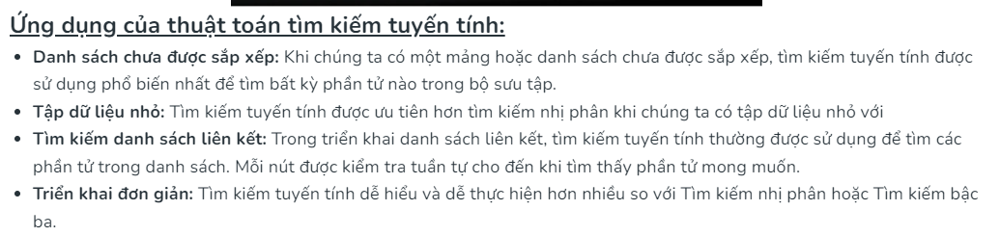 Ứng dụng của thuật toán tìm kiếm tuyến tính:
• Danh sách chưa được sắp xếp: Khi chúng ta có một mảng hoặc danh sách chưa được sắp xếp, tìm kiếm tuyến tính được
sử dụng phổ biến nhất để tìm bất kỳ phần tử nào trong bộ sưu tập.
• Tập dữ liệu nhỏ: Tìm kiếm tuyến tính được ưu tiên hơn tìm kiếm nhị phân khi chúng ta có tập dữ liệu nhỏ với
• Tìm kiếm danh sách liên kết: Trong triển khai danh sách liên kết, tìm kiếm tuyến tính thường được sử dụng để tìm các
phần tử trong danh sách. Mỗi nút được kiểm tra tuần tự cho đến khi tìm thấy phần tử mong muốn.
• Triển khai đơn giản: Tìm kiếm tuyến tính dễ hiểu và dễ thực hiện hơn nhiều so với Tìm kiếm nhị phân hoặc Tìm kiếm bậc
ba.